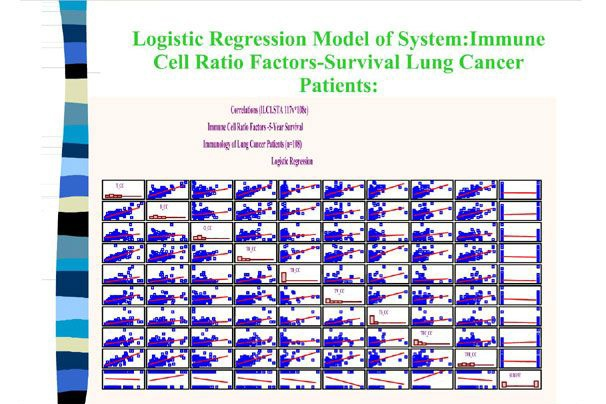 Logistic Regression Model of System:Immune
Cell Ratio Factors-Survival Lung Cancer
Patients:
Correlations (ILCLSTA 117v*108c)
Immune Cell Ratio Factors -5-Year Survival
Immunology of Lung Cancer Patients (n=108)
Logistic Regression